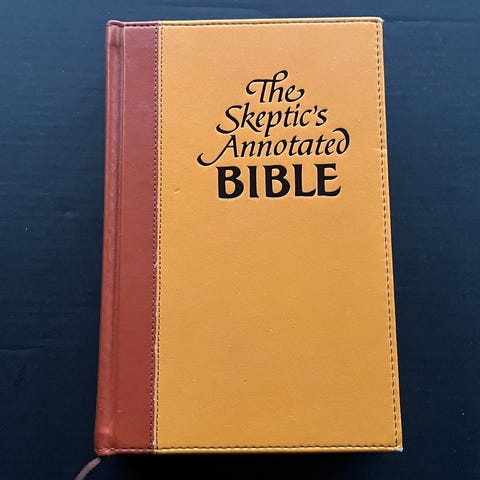 The
Skeptic's
Annotated
BIBLE